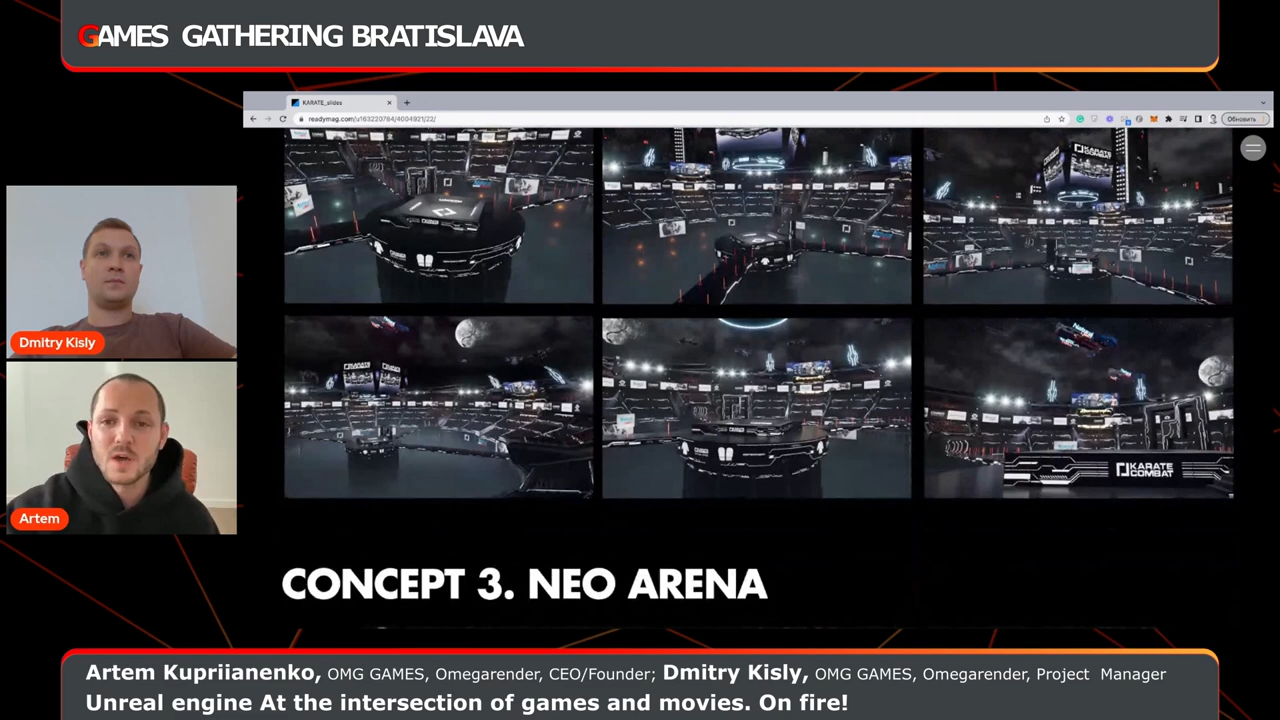 GAMES GATHERING BRATISLAVA
KARATE_slides
readymag.com/u163220784/4004921/22/
Обновить
Dmitry Kisly
Artem
KARATE
COMBAT
CONCEPT 3. NEO ARENA
Artem Kupriianenko, OMG GAMES, Omegarender, CEO/Founder; Dmitry Kisly, OMG GAMES, Omegarender, Project Manager
Unreal engine At the intersection of games and movies. On fire!